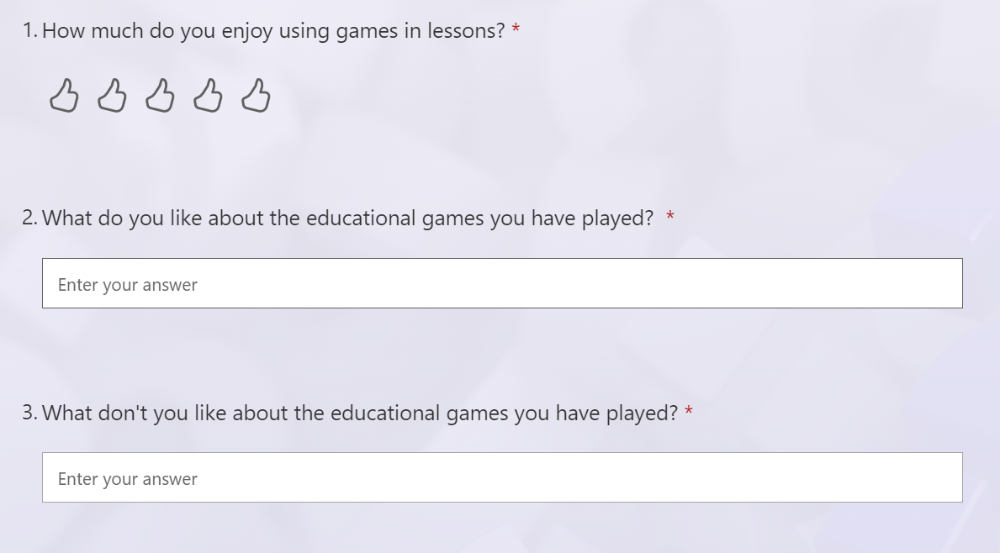 1. How much do you enjoy using games in lessons? *
2. What do you like about the educational games you have played? *
Enter your answer
3. What don't you like about the educational games you have played? *
Enter your answer